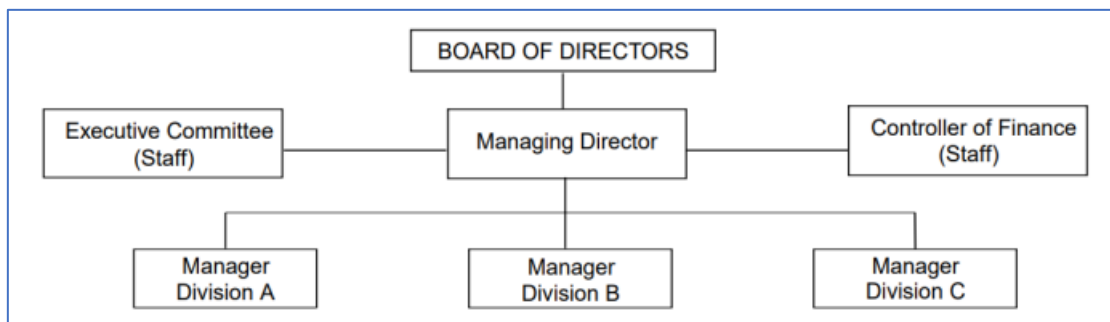 BOARD OF DIRECTORS
Executive Committee
(Staff)
Managing Director
Controller of Finance
(Staff)
Manager
Division A
Manager
Division B
Manager
Division C